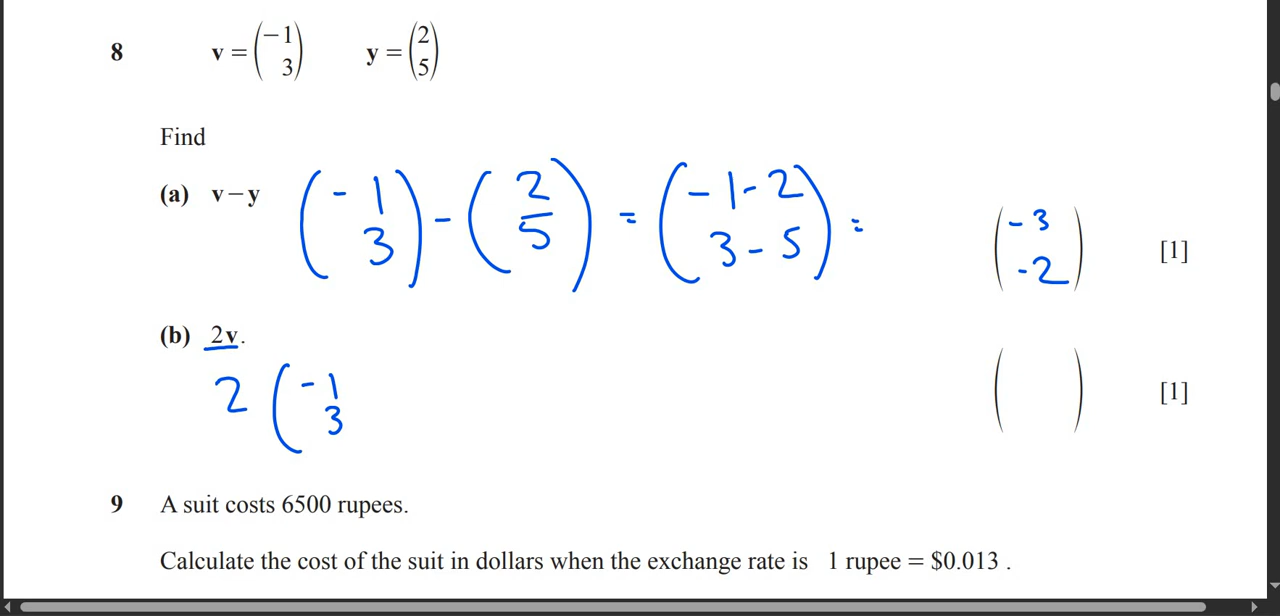 8 v = (−1 3) y = (2 5)
Find
(a) v − y (−1 3) − (2 5) = (−1−2 3−5) = (−3 −2) [1]
(b) 2v. ( ) [1]
2 (−1 3
9 A suit costs 6500 rupees.
Calculate the cost of the suit in dollars when the exchange rate is 1 rupee = $0.013 .